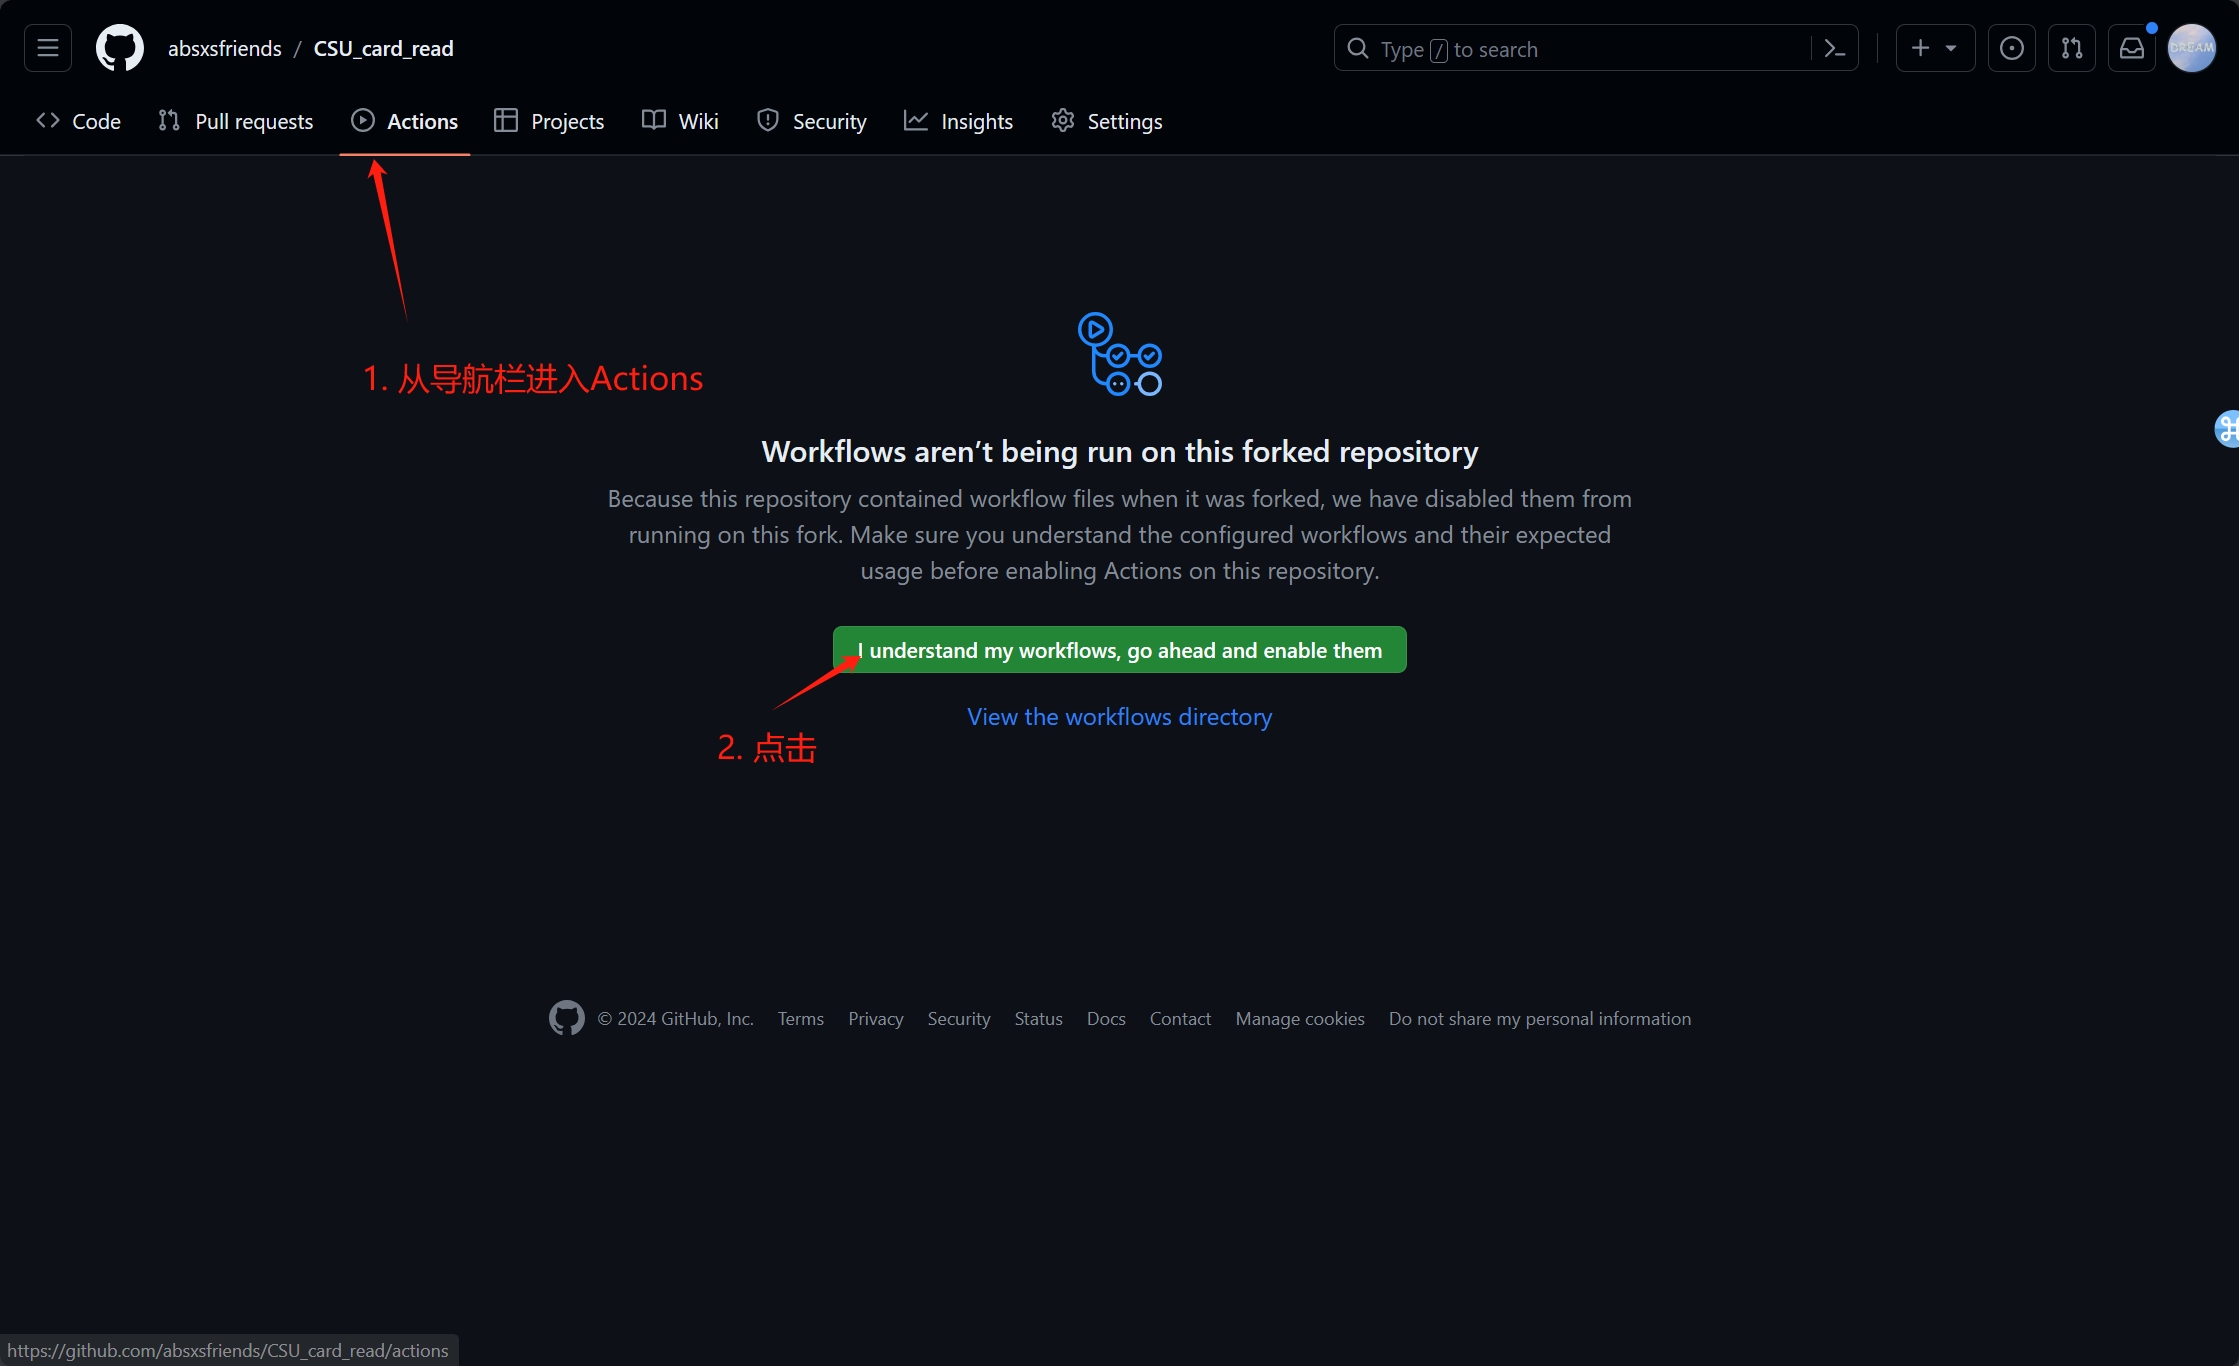 absxsfriends / CSU_card_read
Type / to search
DREAM
Code Pull requests Actions Projects Wiki Security Insights Settings
1. 从导航栏进入Actions
Workflows aren’t being run on this forked repository
Because this repository contained workflow files when it was forked, we have disabled them from
running on this fork. Make sure you understand the configured workflows and their expected
usage before enabling Actions on this repository.
I understand my workflows, go ahead and enable them
View the workflows directory
2. 点击
© 2024 GitHub, Inc. Terms Privacy Security Status Docs Contact Manage cookies Do not share my personal information
https://github.com/absxsfriends/CSU_card_read/actions